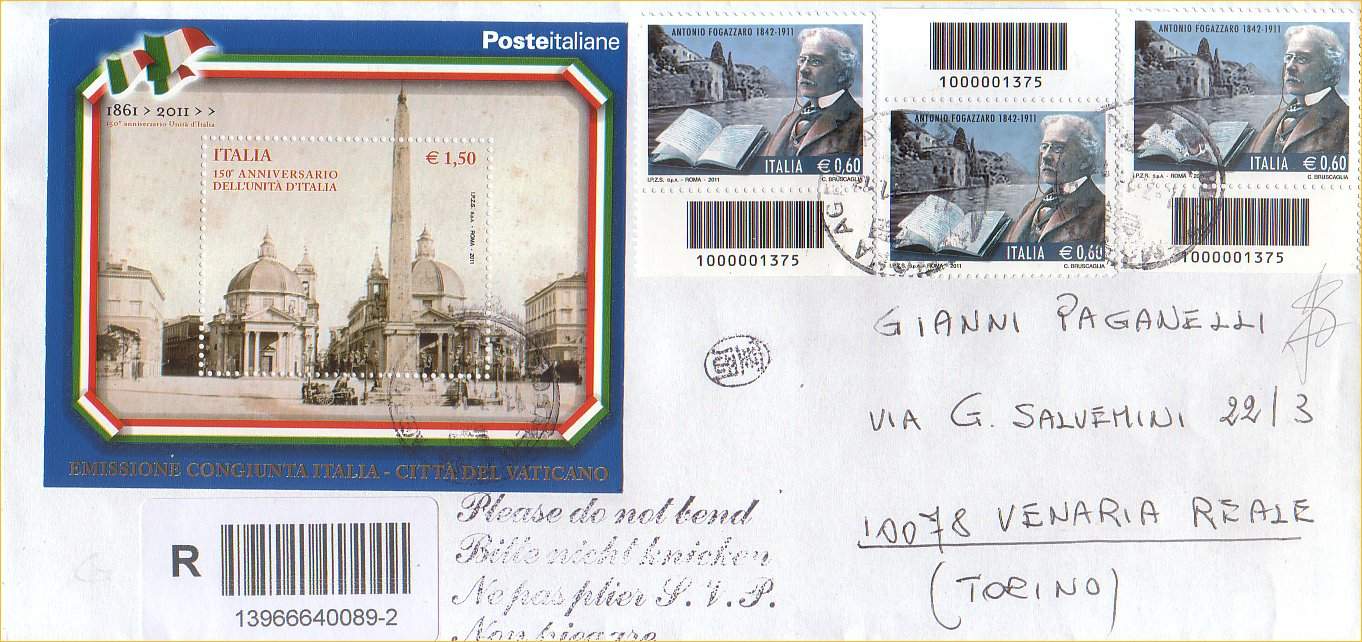 Posteitaliane
1861 > 2011 > >
150° anniversario Unità d'Italia
ITALIA
€ 1,50
150° ANNIVERSARIO
DELL'UNITÀ D'ITALIA
I.P.Z.S. S.p.A. - ROMA - 2011
EMISSIONE CONGIUNTA ITALIA - CITTÀ DEL VATICANO
ANTONIO FOGAZZARO 1842-1911
ITALIA € 0,60
I.P.Z.S. S.p.A. - ROMA - 2011
C. BRUSCAGLIA
1000001375
1000001375
ANTONIO FOGAZZARO 1842-1911
ITALIA € 0,60
I.P.Z.S. S.p.A. - ROMA - 2011
C. BRUSCAGLIA
ANTONIO FOGAZZARO 1842-1911
ITALIA € 0,60
I.P.Z.S. S.p.A. - ROMA - 2011
C. BRUSCAGLIA
1000001375
GIANNI PAGANELLI
VIA G. SALVEMINI 22/3
10078 VENARIA REALE
(TORINO)
R
13966640089-2
Please do not bend
Bitte nicht knicken
Ne pas plier S. V. P.
Non piegare